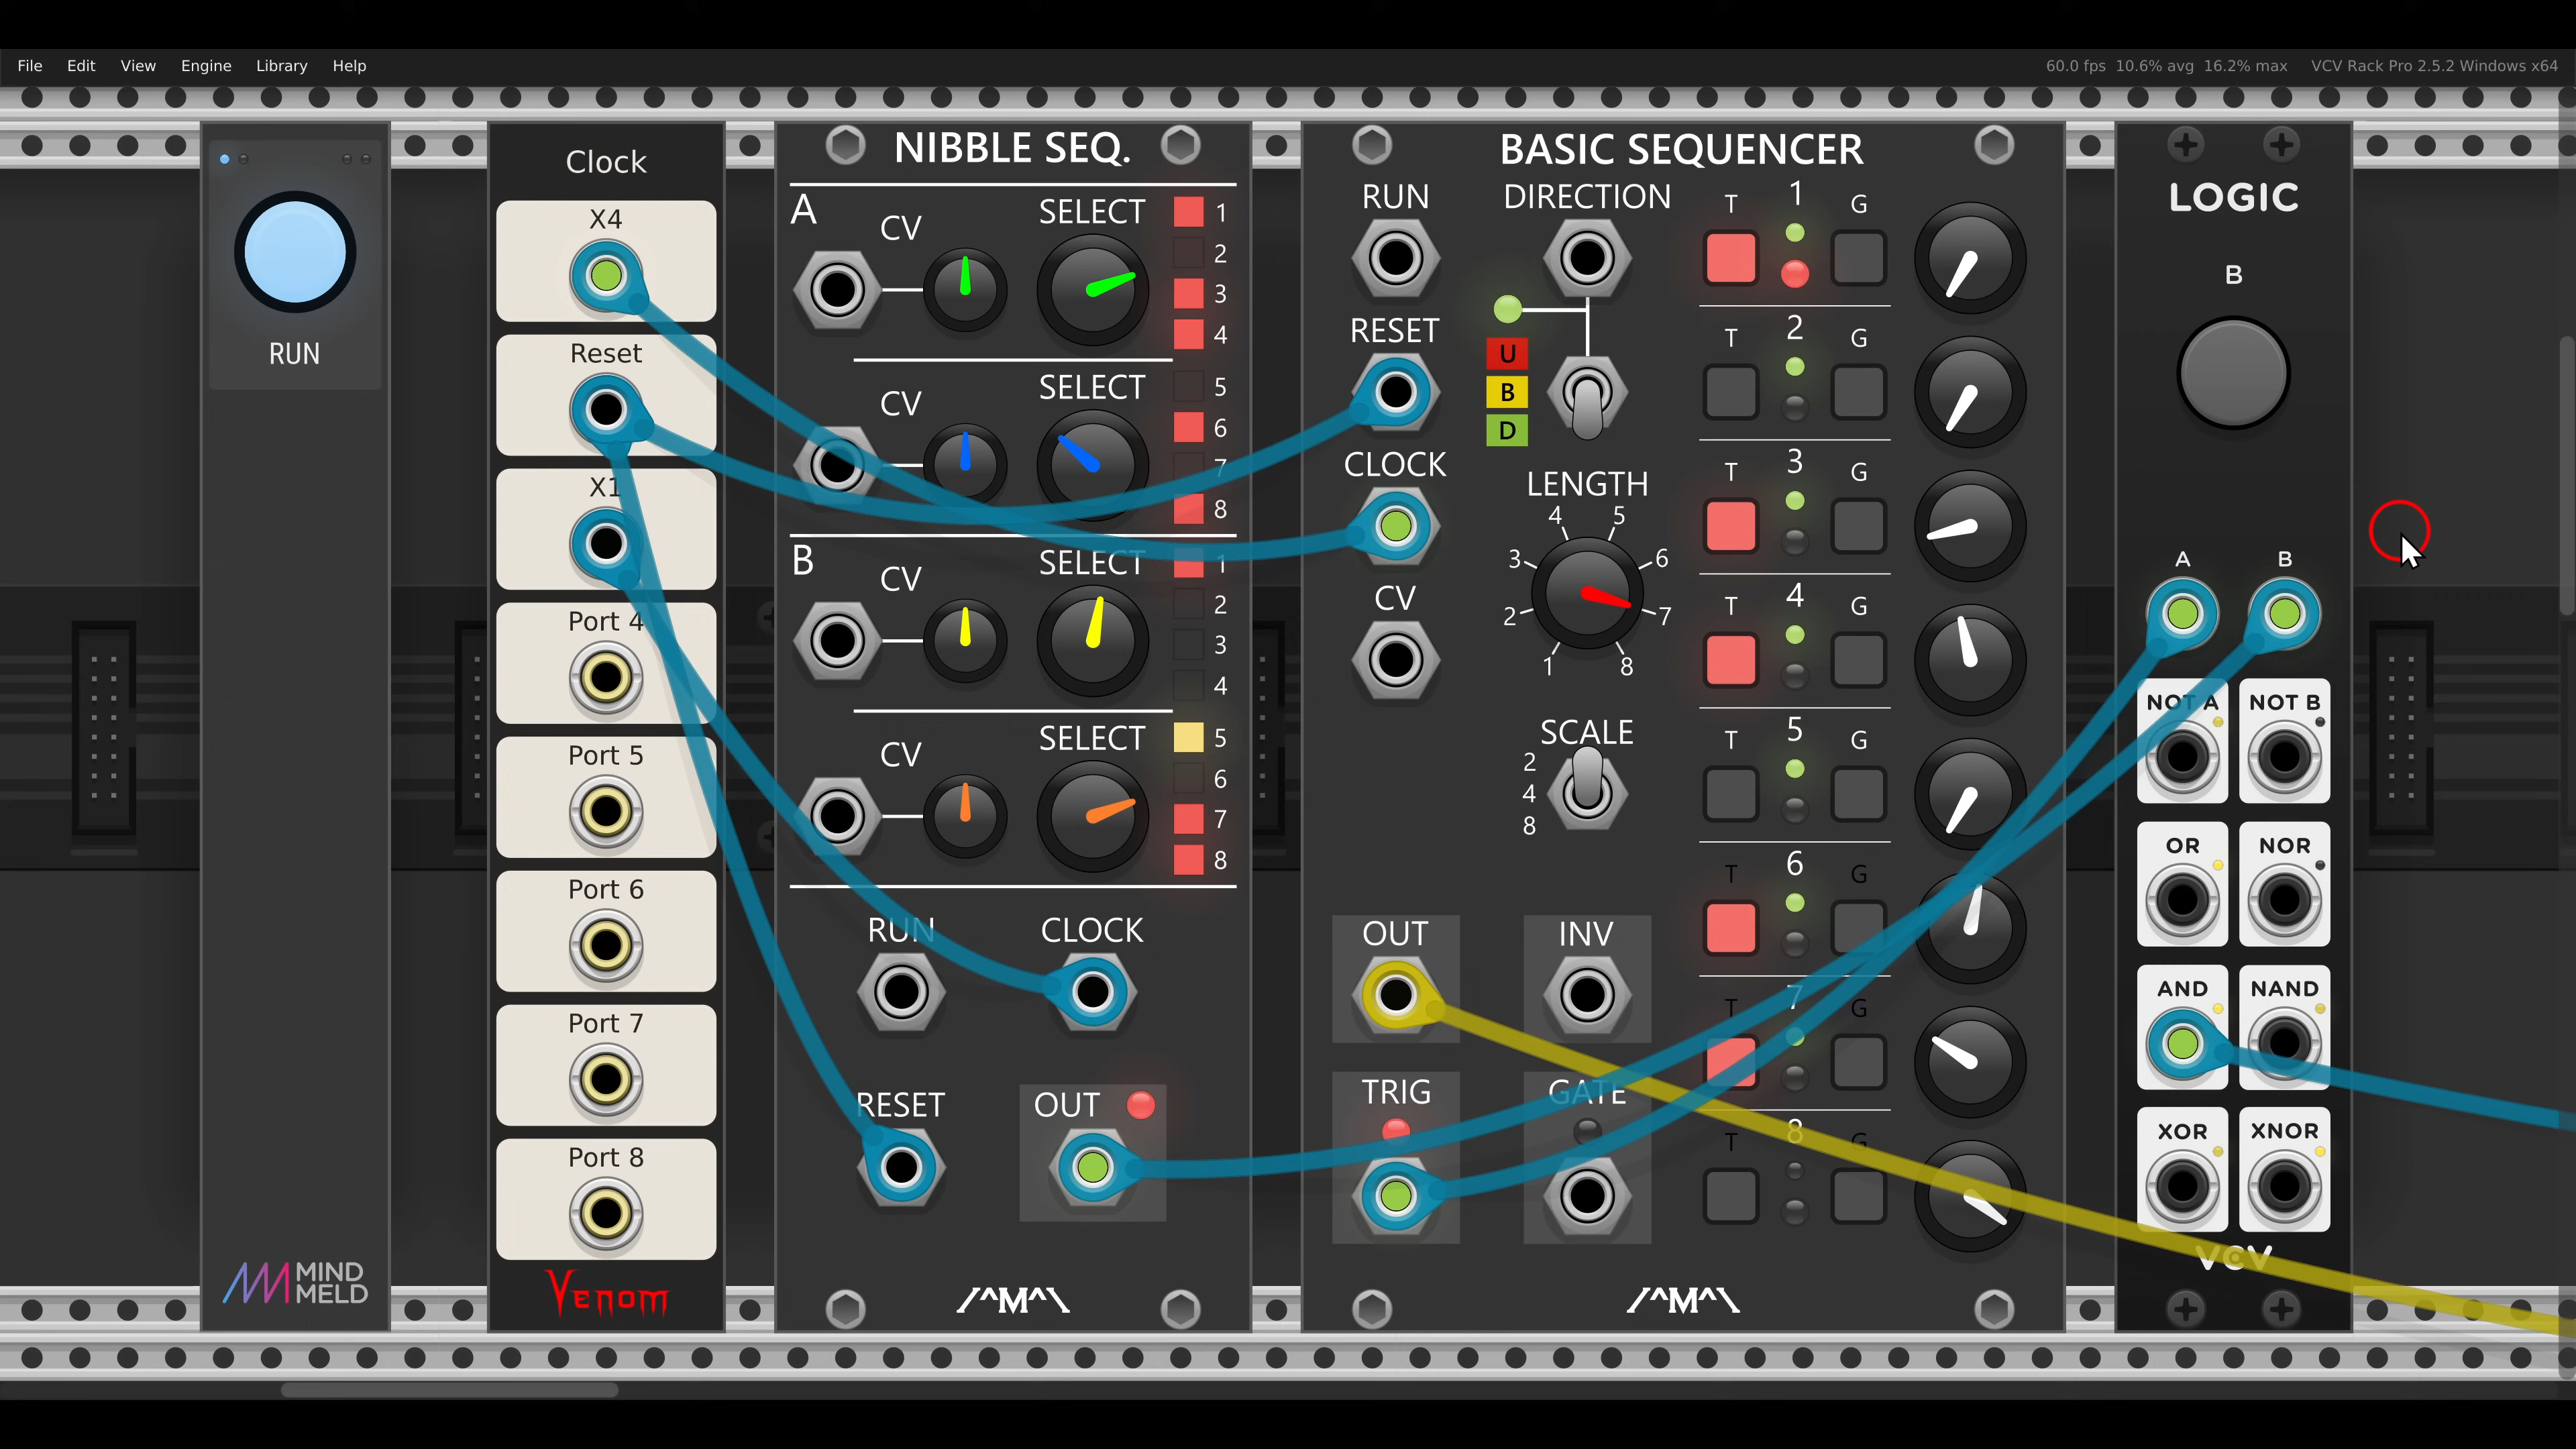 File Edit View Engine Library Help
60.0 fps 10.6% avg 16.2% max VCV Rack Pro 2.5.2 Windows x64
RUN
MIND
MELD
Clock
X4
Reset
X1
Port 4
Port 5
Port 6
Port 7
Port 8
Venom
NIBBLE SEQ.
A
CV SELECT
1
2
3
4
CV SELECT
5
6
7
8
B
CV SELECT
1
2
3
4
CV SELECT
5
6
7
8
RUN CLOCK
RESET OUT
/^M^\
BASIC SEQUENCER
RUN DIRECTION
RESET
U
B
D
CLOCK
LENGTH
1 2 3 4 5 6 7 8
CV
SCALE
2
4
8
OUT INV
TRIG GATE
T 1 G
T 2 G
T 3 G
T 4 G
T 5 G
T 6 G
T 7 G
T 8 G
/^M^\
LOGIC
B
A B
NOT A NOT B
OR NOR
AND NAND
XOR XNOR
VCV